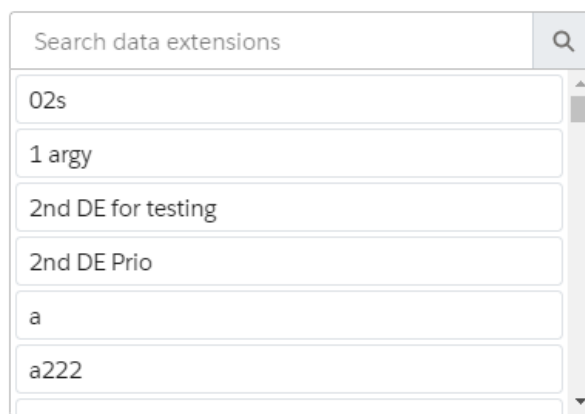 Search data extensions
02s
1 argy
2nd DE for testing
2nd DE Prio
a
a222